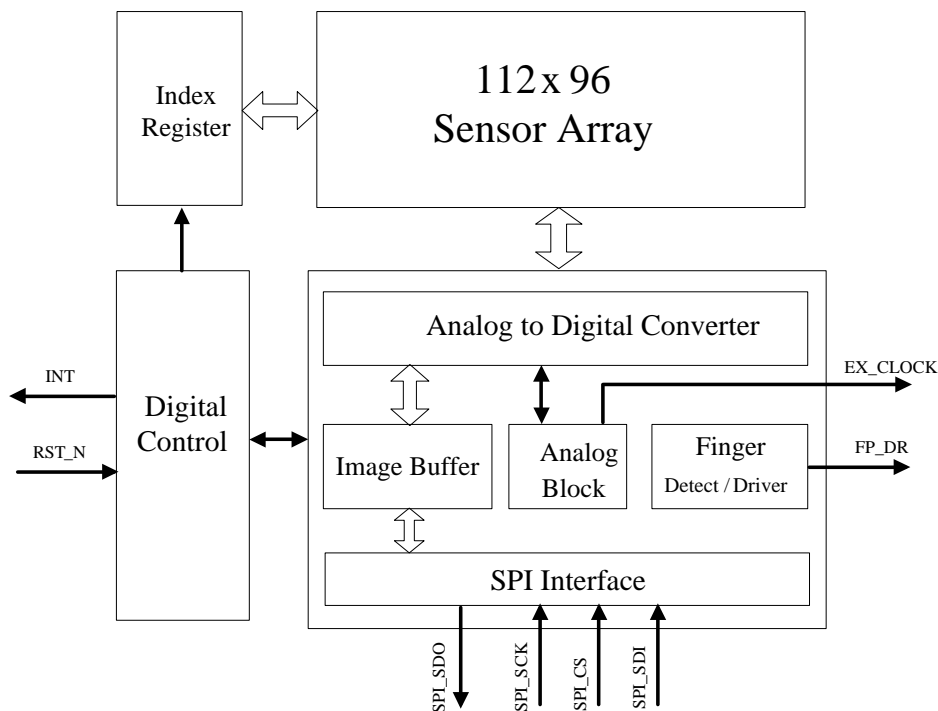 Index
Register
112 x 96
Sensor Array
Analog to Digital Converter
EX_CLOCK
INT
Digital
Control
RST_N
Image Buffer
Analog
Block
Finger
Detect / Driver
FP_DR
SPI Interface
SPI_SDO
SPI_SCK
SPI_CS
SPI_SDI